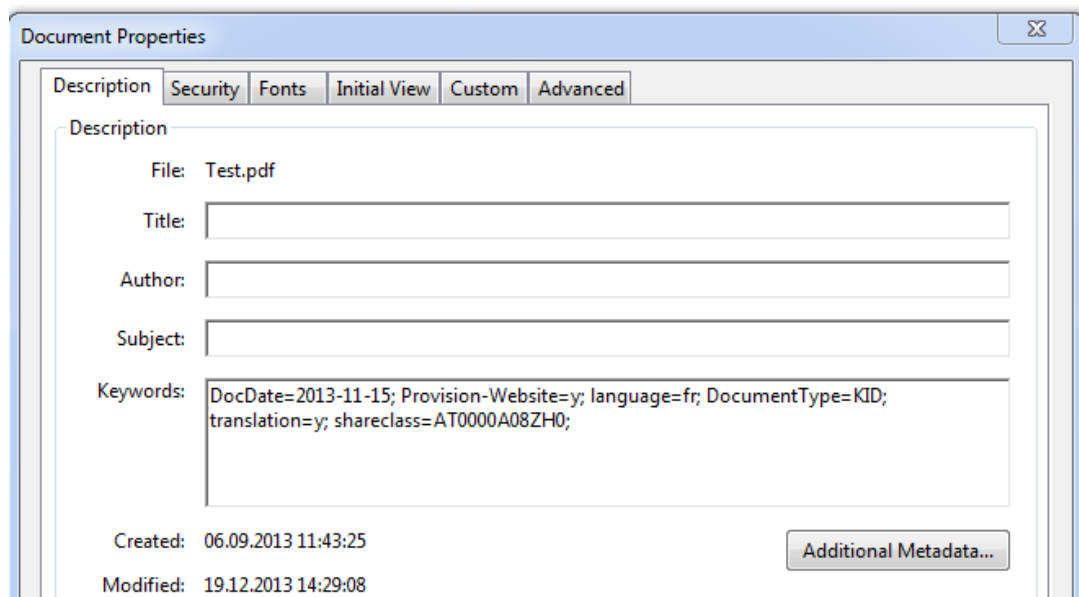 Document Properties
Description Security Fonts Initial View Custom Advanced
Description
File: Test.pdf
Title:
Author:
Subject:
Keywords: DocDate=2013-11-15; Provision-Website=y; language=fr; DocumentType=KID;
translation=y; shareclass=AT0000A08ZH0;
Created: 06.09.2013 11:43:25
Additional Metadata...
Modified: 19.12.2013 14:29:08